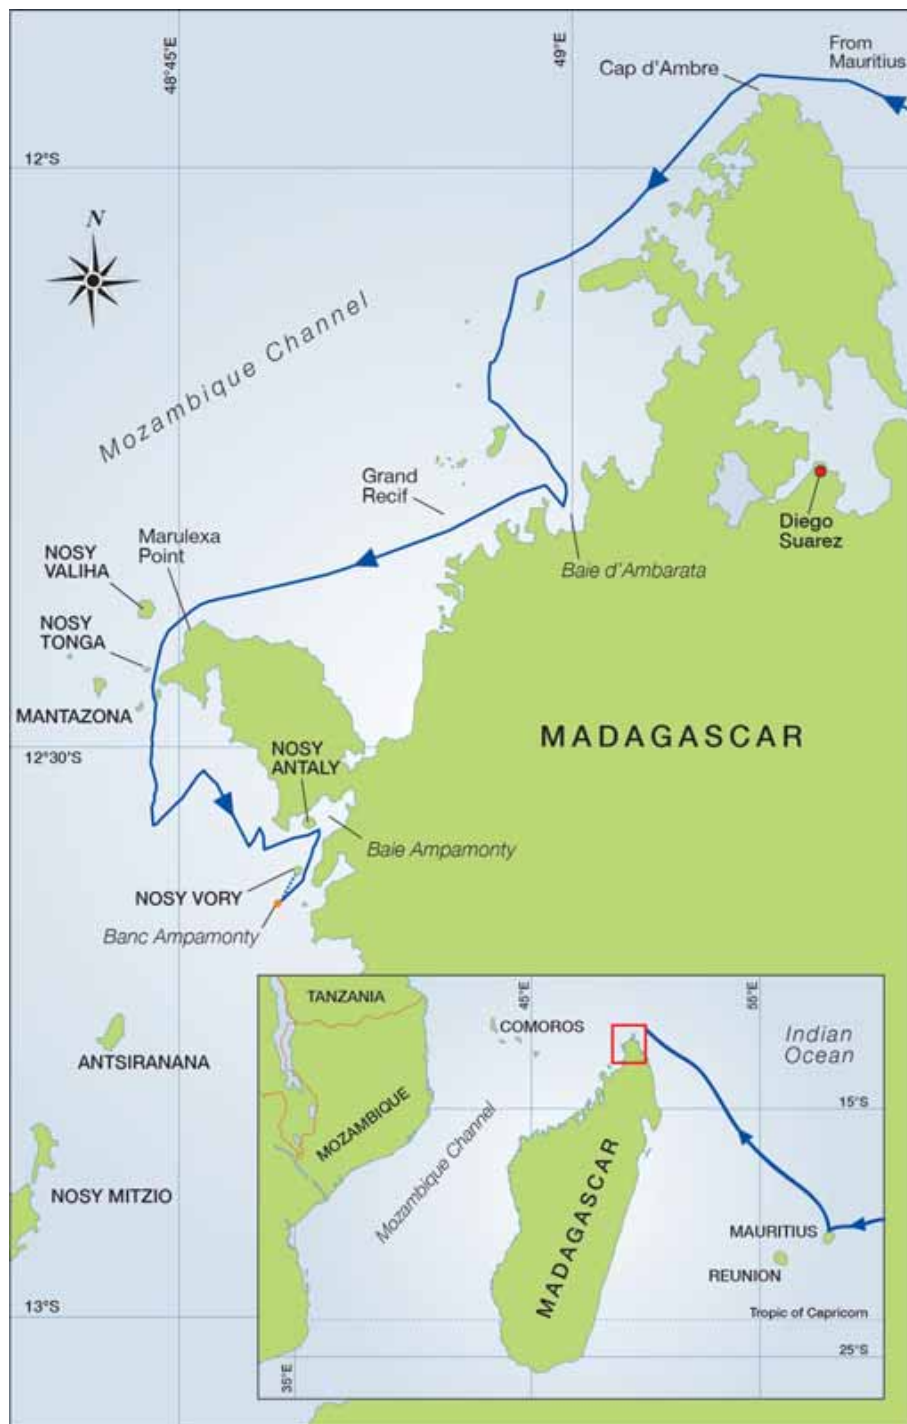 48°45'E
49°E
From
Mauritius
Cap d'Ambre
12°S
N
Mozambique Channel
Grand
Recif
Diego
Suarez
Marulexa
Point
NOSY
VALIHA
Baie d'Ambarata
NOSY
TONGA
MANTAZONA
MADAGASCAR
12°30'S
NOSY
ANTALY
Baie Ampamonty
NOSY VORY
Banc Ampamonty
ANTSIRANANA
NOSY MITZIO
13°S
TANZANIA
45°E
55°E
COMOROS
Indian
Ocean
15°S
MOZAMBIQUE
Mozambique Channel
MADAGASCAR
MAURITIUS
REUNION
Tropic of Capricorn
25°S
35°E